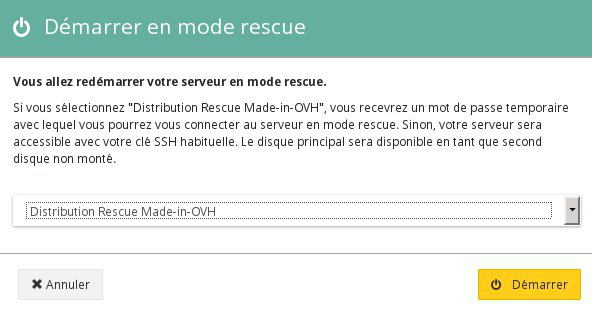 Démarrer en mode rescue
Vous allez redémarrer votre serveur en mode rescue.
Si vous sélectionnez "Distribution Rescue Made-in-OVH", vous recevrez un mot de passe temporaire
avec lequel vous pourrez vous connecter au serveur en mode rescue. Sinon, votre serveur sera
accessible avec votre clé SSH habituelle. Le disque principal sera disponible en tant que second
disque non monté.
Distribution Rescue Made-in-OVH
Annuler
Démarrer